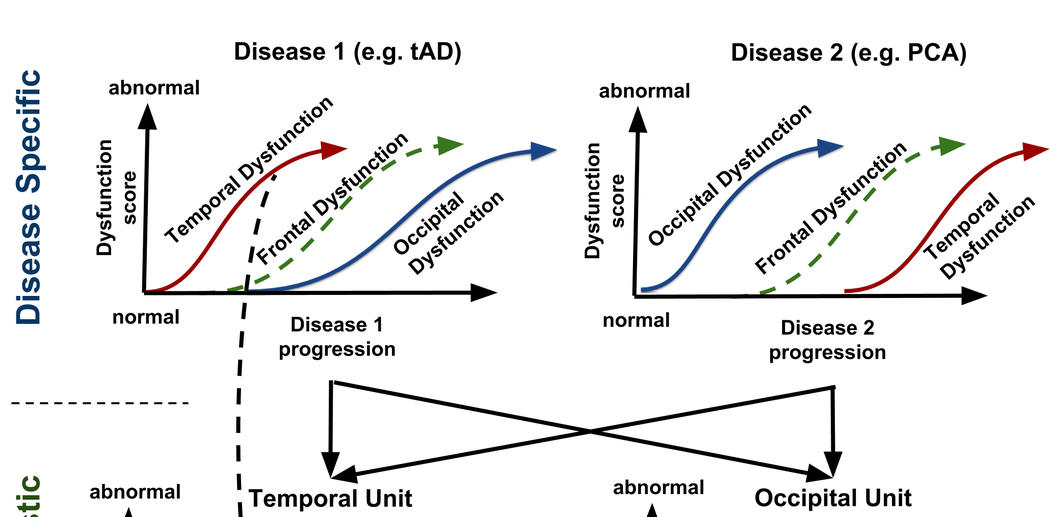 Disease Specific
Disease 1 (e.g. tAD)
abnormal
Dysfunction
score
Temporal Dysfunction
Frontal Dysfunction
Occipital
Dysfunction
normal
Disease 1
progression
Disease 2 (e.g. PCA)
abnormal
Dysfunction
score
Occipital Dysfunction
Frontal Dysfunction
Temporal
Dysfunction
normal
Disease 2
progression
stic
abnormal
Temporal Unit
abnormal
Occipital Unit